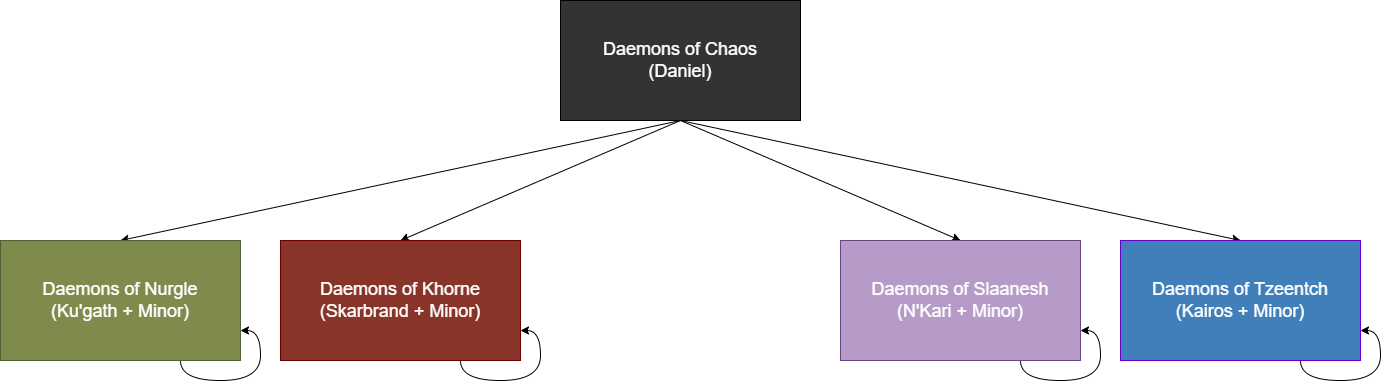 Daemons of Chaos
(Daniel)
Daemons of Nurgle
(Ku'gath + Minor)
Daemons of Khorne
(Skarbrand + Minor)
Daemons of Slaanesh
(N'Kari + Minor)
Daemons of Tzeentch
(Kairos + Minor)